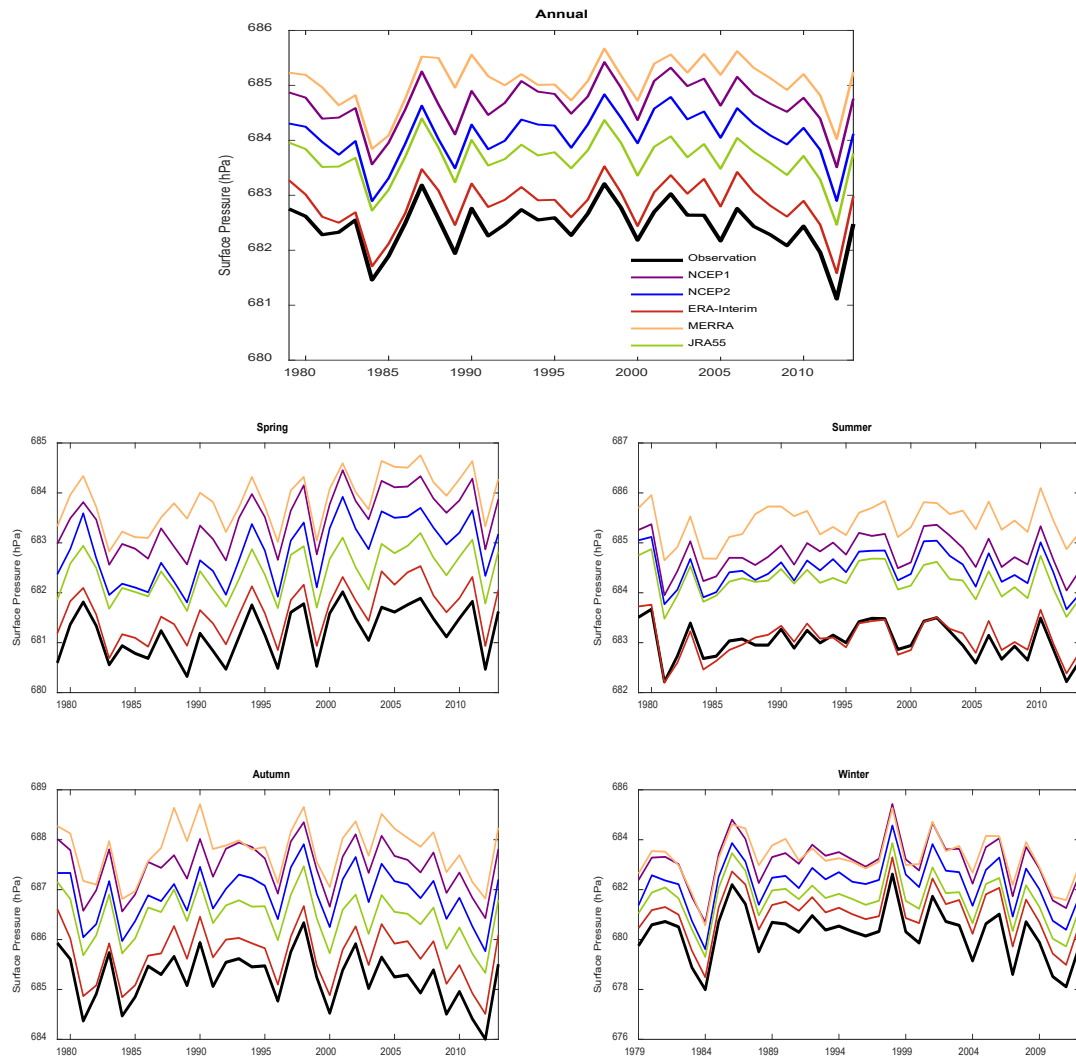 Annual
Surface Pressure (hPa)
686
685
684
683
682
681
680
1980 1985 1990 1995 2000 2005 2010
Observation
NCEP1
NCEP2
ERA-Interim
MERRA
JRA55
Spring
Surface Pressure (hPa)
685
684
683
682
681
680
1980 1985 1990 1995 2000 2005 2010
Summer
Surface Pressure (hPa)
687
686
685
684
683
682
1980 1985 1990 1995 2000 2005 2010
Autumn
Surface Pressure (hPa)
689
688
687
686
685
684
1980 1985 1990 1995 2000 2005 2010
Winter
Surface Pressure (hPa)
686
684
682
680
678
676
1979 1984 1989 1994 1999 2004 2009